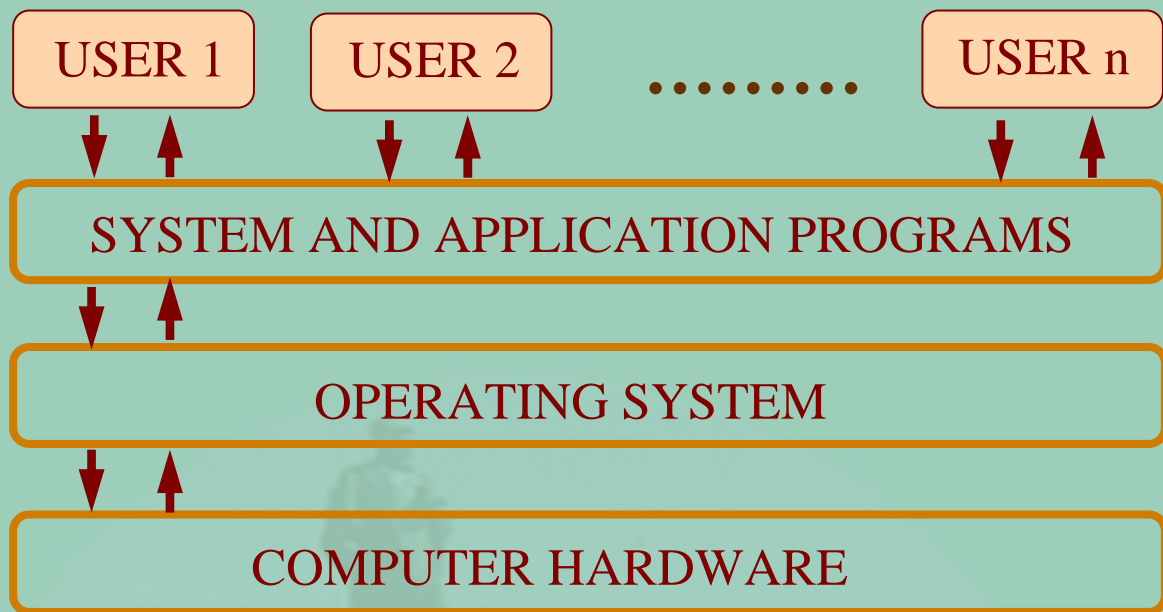 USER 1
USER 2
.........
USER n
SYSTEM AND APPLICATION PROGRAMS
OPERATING SYSTEM
COMPUTER HARDWARE